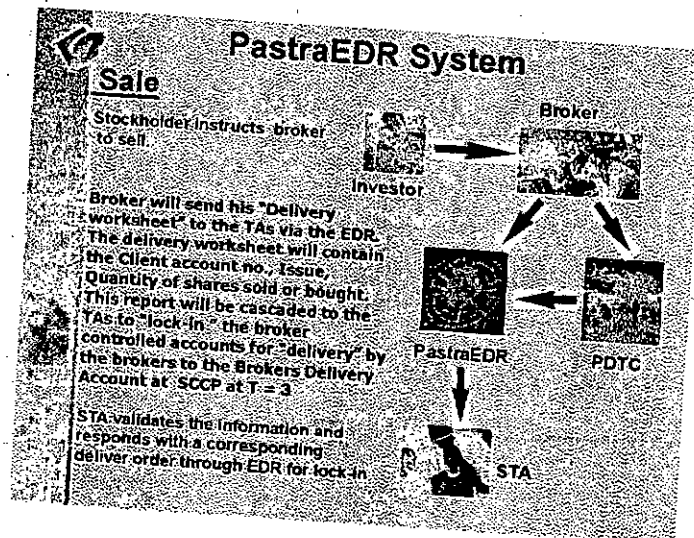 PastraEDR System
Sale
Stockholder instructs broker
to sell.
Broker will send his "Delivery
worksheet" to the TAs via the EDR.
The delivery worksheet will contain
the Client account no., Issue,
Quantity of shares sold or bought.
This report will be cascaded to the
TAs to "lock-in" the broker
controlled accounts for "delivery" by
the brokers to the Brokers Delivery
Account at SCCP at T = 3
STA validates the information and
responds with a corresponding
deliver order through EDR for lock-in
Investor
Broker
PastraEDR
PDTC
STA